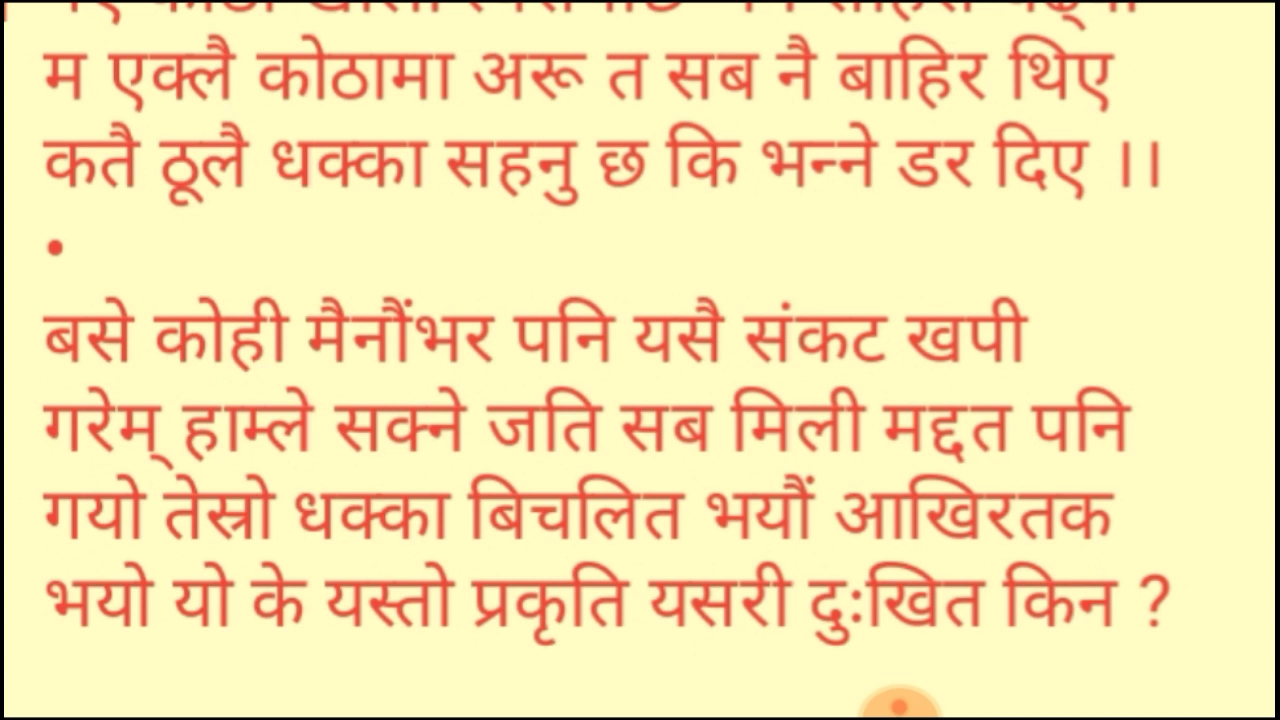 म एक्लै कोठामा अरू त सब नै बाहिर थिए
कतै ठूलै धक्का सहनु छ कि भन्ने डर दिए ।।
•
बसे कोही मैनौंभर पनि यसै संकट खपी
गरेम् हाम्ले सक्ने जति सब मिली मद्दत पनि
गयो तेस्रो धक्का बिचलित भयौं आखिरतक
भयो यो के यस्तो प्रकृति यसरी दुःखित किन ?